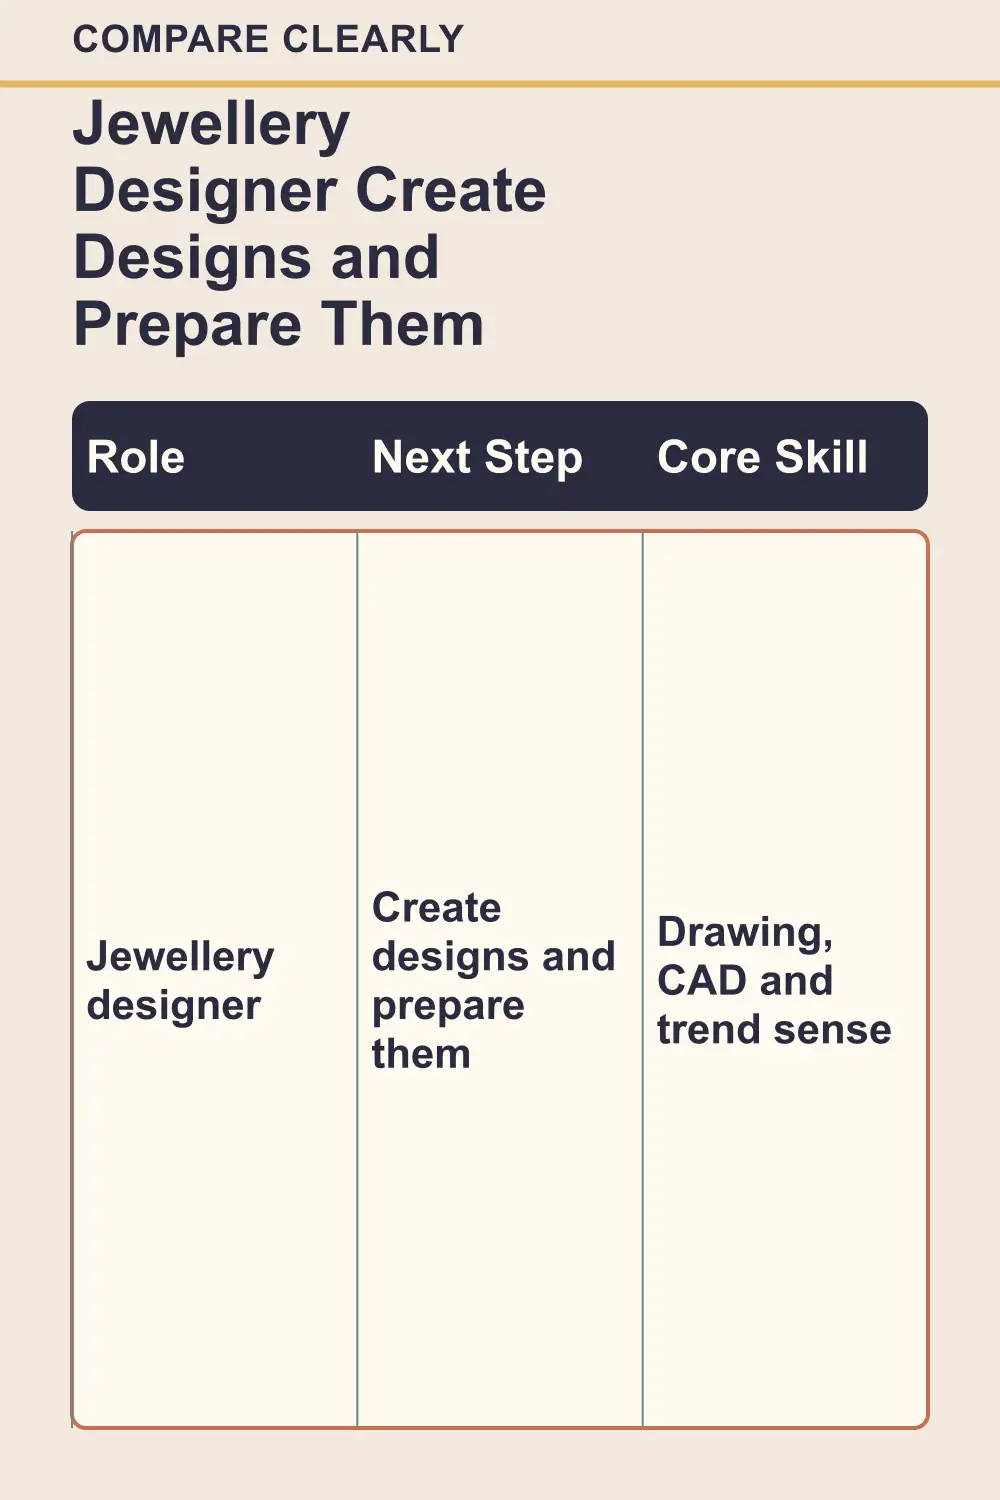 COMPARE CLEARLY
Jewellery
Designer Create
Designs and
Prepare Them
Role
Next Step
Core Skill
Jewellery
designer
Create
designs and
prepare
them
Drawing,
CAD and
trend sense